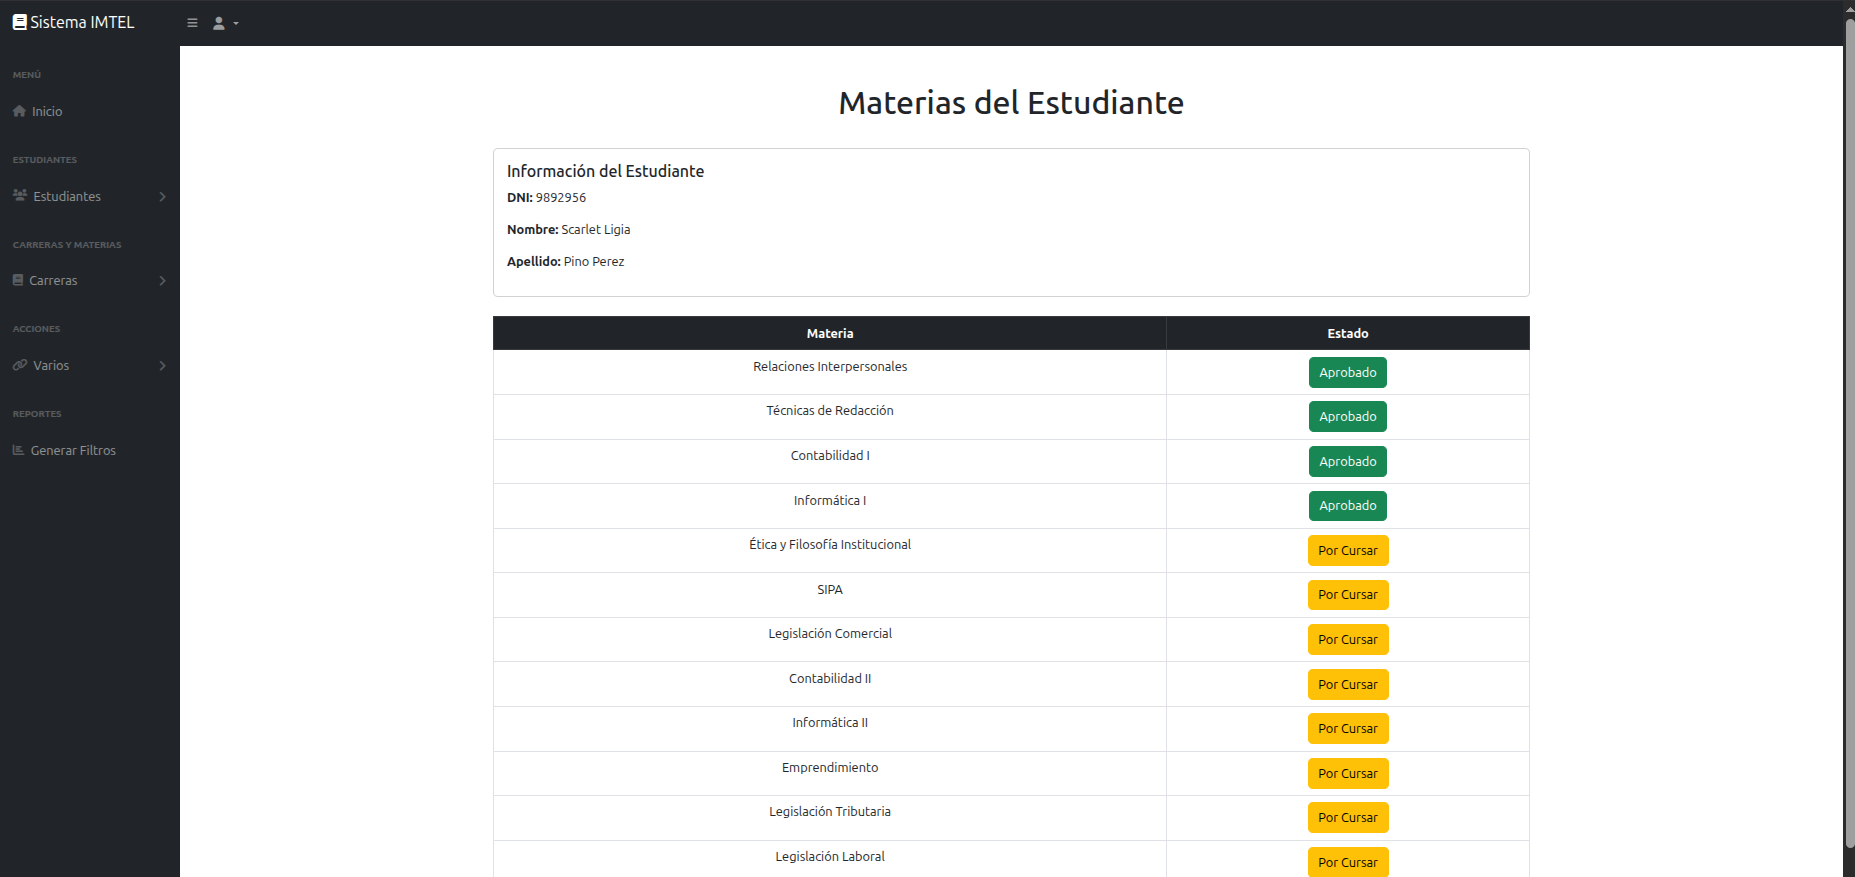 Sistema IMTEL
MENÚ
Inicio
ESTUDIANTES
Estudiantes
CARRERAS Y MATERIAS
Carreras
ACCIONES
Varios
REPORTES
Generar Filtros
Materias del Estudiante
Información del Estudiante
DNI: 9892956
Nombre: Scarlet Ligia
Apellido: Pino Perez
Materia Estado
Relaciones Interpersonales Aprobado
Técnicas de Redacción Aprobado
Contabilidad I Aprobado
Informática I Aprobado
Ética y Filosofía Institucional Por Cursar
SIPA Por Cursar
Legislación Comercial Por Cursar
Contabilidad II Por Cursar
Informática II Por Cursar
Emprendimiento Por Cursar
Legislación Tributaria Por Cursar
Legislación Laboral Por Cursar